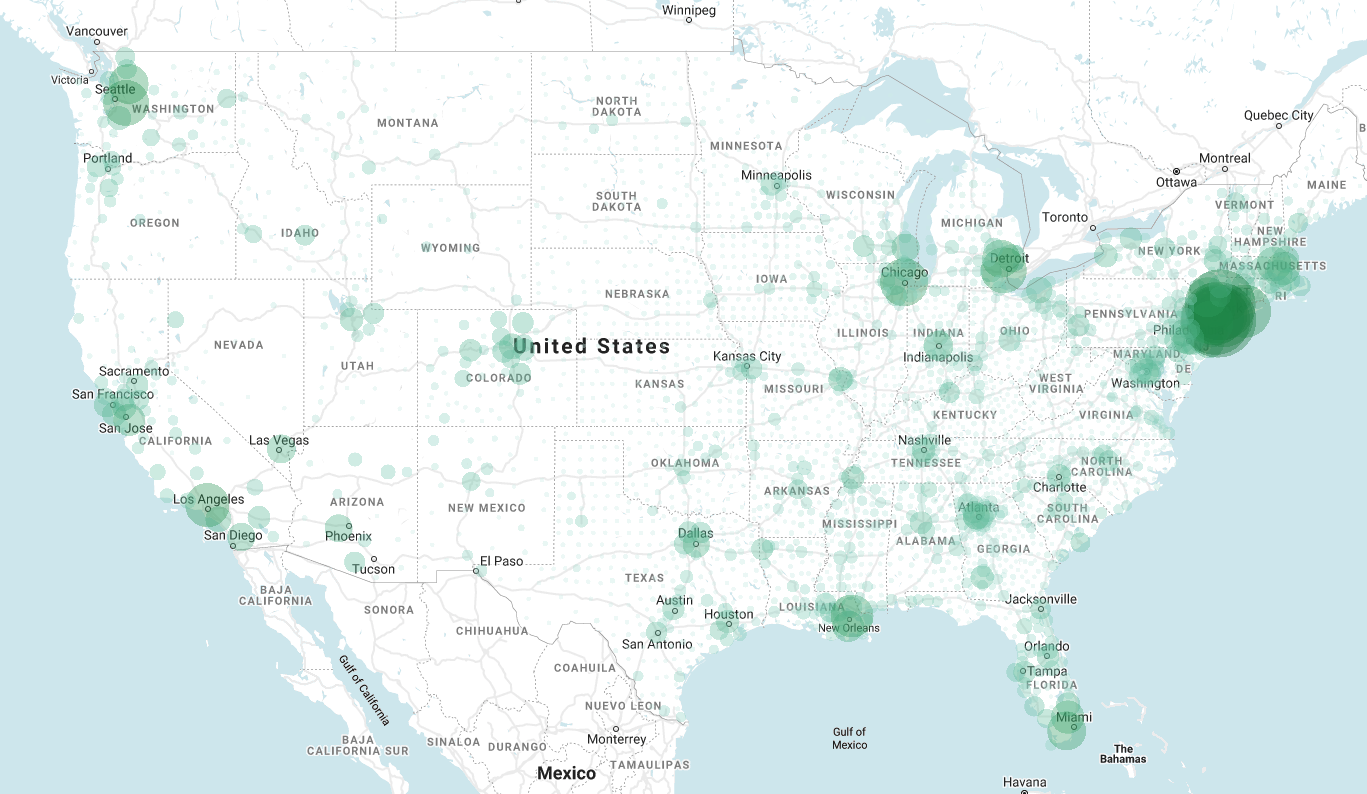 Winnipeg
Vancouver
Victoria
Seattle
WASHINGTON
MONTANA
NORTH
DAKOTA
MINNESOTA
Quebec City
Portland
Minneapolis
Montreal
Ottawa
OREGON
IDAHO
SOUTH
DAKOTA
WISCONSIN
MICHIGAN
Toronto
VERMONT
MAINE
WYOMING
NEW
HAMPSHIRE
NEW YORK
Detroit
MASSACHUSETTS
Chicago
IOWA
NEBRASKA
RI
NEVADA
UTAH
United States
ILLINOIS
INDIANA
OHIO
PENNSYLVANIA
Philad
Indianapolis
MARYLAND
DE
Sacramento
COLORADO
Kansas City
KANSAS
MISSOURI
WEST
VIRGINIA
Washington
San Francisco
San Jose
CALIFORNIA
Las Vegas
KENTUCKY
VIRGINIA
Nashville
TENNESSEE
OKLAHOMA
NORTH
CAROLINA
Charlotte
Los Angeles
ARIZONA
NEW MEXICO
ARKANSAS
Atlanta
SOUTH
CAROLINA
San Diego
Phoenix
Dallas
MISSISSIPPI
ALABAMA
GEORGIA
Tucson
El Paso
TEXAS
BAJA
CALIFORNIA
SONORA
Austin
Houston
LOUISIANA
New Orleans
Jacksonville
CHIHUAHUA
San Antonio
Orlando
COAHUILA
Tampa
FLORIDA
Gulf of California
NUEVO LEON
Miami
Monterrey
Gulf of
Mexico
BAJA
CALIFORNIA SUR
SINALOA
DURANGO
TAMAULIPAS
The
Bahamas
Mexico
Havana